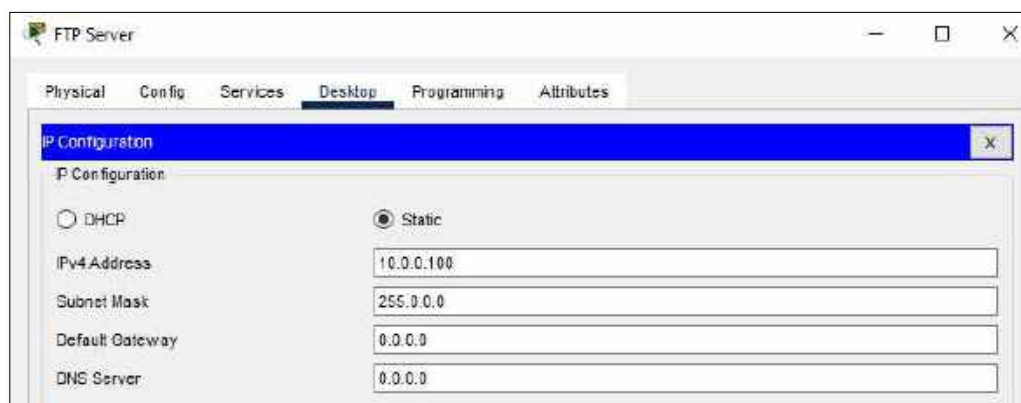 FTP Server
Physical Config Services Desktop Programming Attributes
IP Configuration X
IP Configuration
DHCP Static
IPv4 Address 10.0.0.100
Subnet Mask 255.0.0.0
Default Gateway 0.0.0.0
DNS Server 0.0.0.0